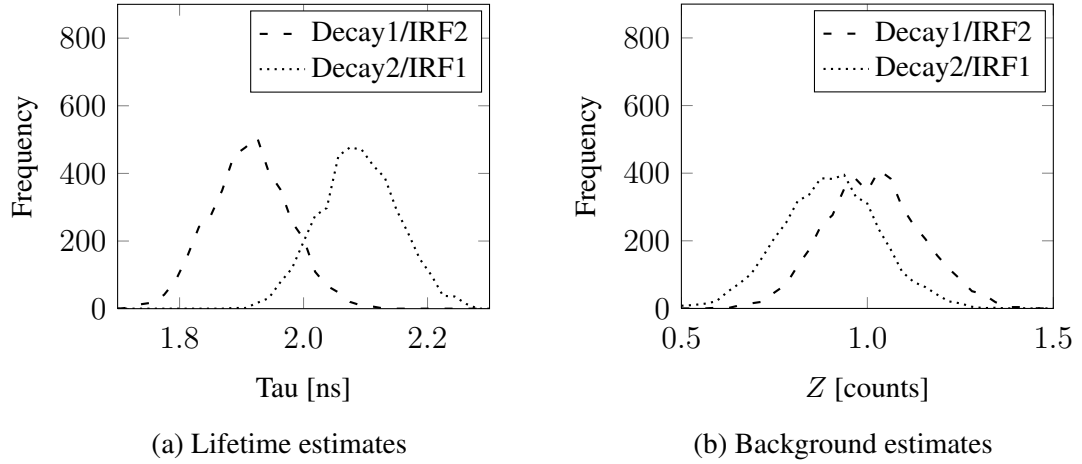 Decay1/IRF2
Decay2/IRF1
800
600
400
200
0
Frequency
1.8 2.0 2.2
Tau [ns]
(a) Lifetime estimates
Decay1/IRF2
Decay2/IRF1
800
600
400
200
0
Frequency
0.5 1.0 1.5
Z [counts]
(b) Background estimates